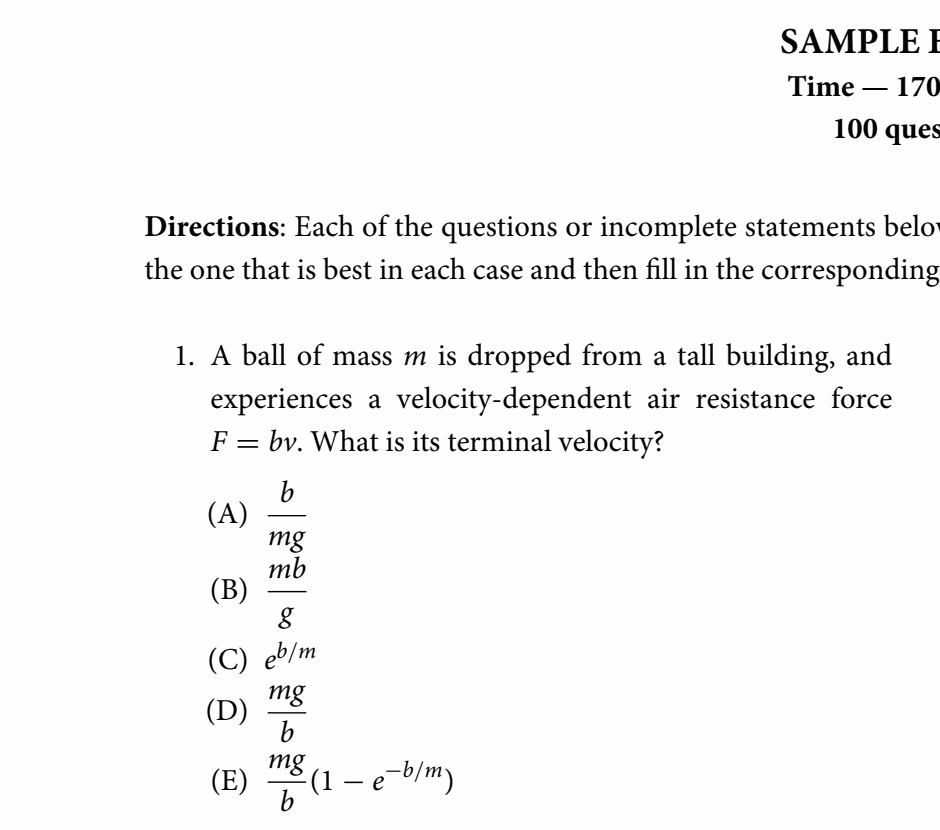 SAMPLE
Time — 170
100 ques
Directions: Each of the questions or incomplete statements below
the one that is best in each case and then fill in the corresponding
1. A ball of mass m is dropped from a tall building, and
experiences a velocity-dependent air resistance force
F = bv. What is its terminal velocity?
(A) b/mg
(B) mb/g
(C) e^{b/m}
(D) mg/b
(E) mg/b(1 − e^{−b/m})